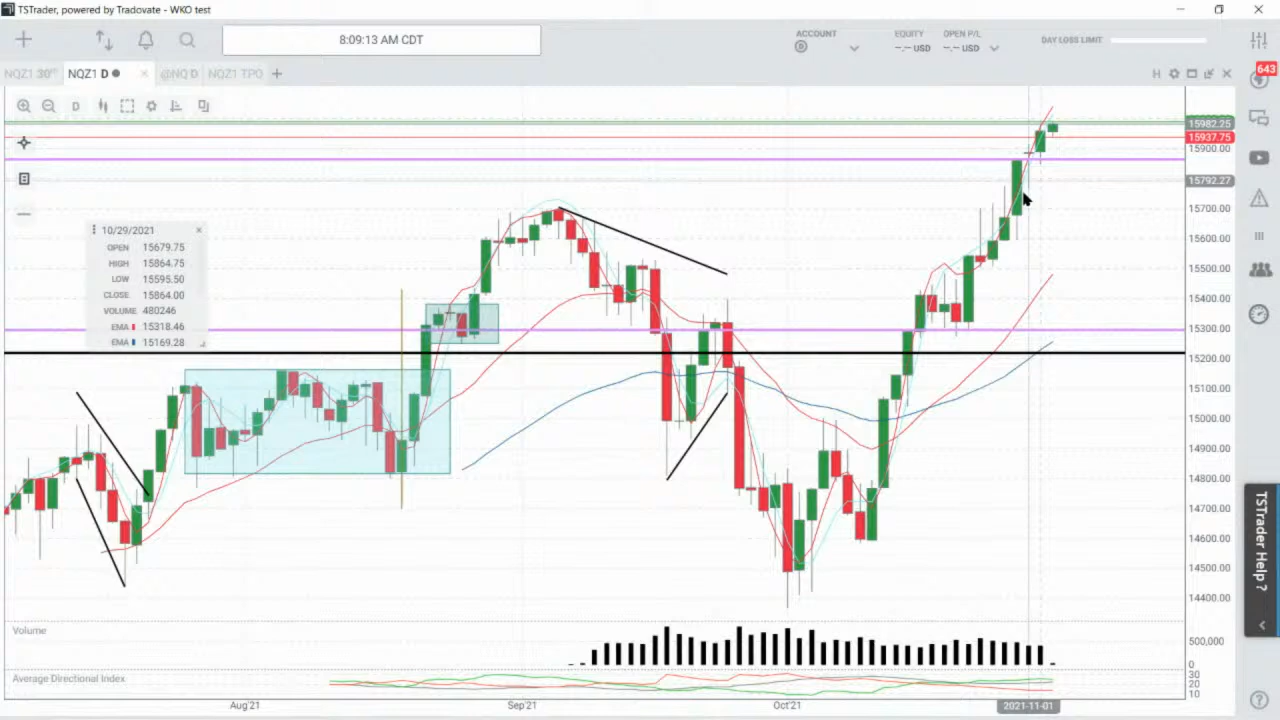 TSTrader, powered by Tradovate - WKO test
8:09:13 AM CDT
ACCOUNT
EQUITY
-.-- USD
OPEN P/L
-.-- USD
DAY LOSS LIMIT
NQZ1 30
NQZ1 D
@NQ D
NQZ1 TPO
H
643
D
10/29/2021
OPEN 15679.75
HIGH 15864.75
LOW 15595.50
CLOSE 15864.00
VOLUME 480246
EMA 15318.46
EMA 15169.28
15982.25
15937.75
15900.00
15792.27
15700.00
15600.00
15500.00
15400.00
15300.00
15200.00
15100.00
15000.00
14900.00
14800.00
14700.00
14600.00
14500.00
14400.00
Volume
500,000
0
Average Directional Index
30
20
10
Aug'21
Sep'21
Oct'21
2021-11-01
TSTrader Help ?